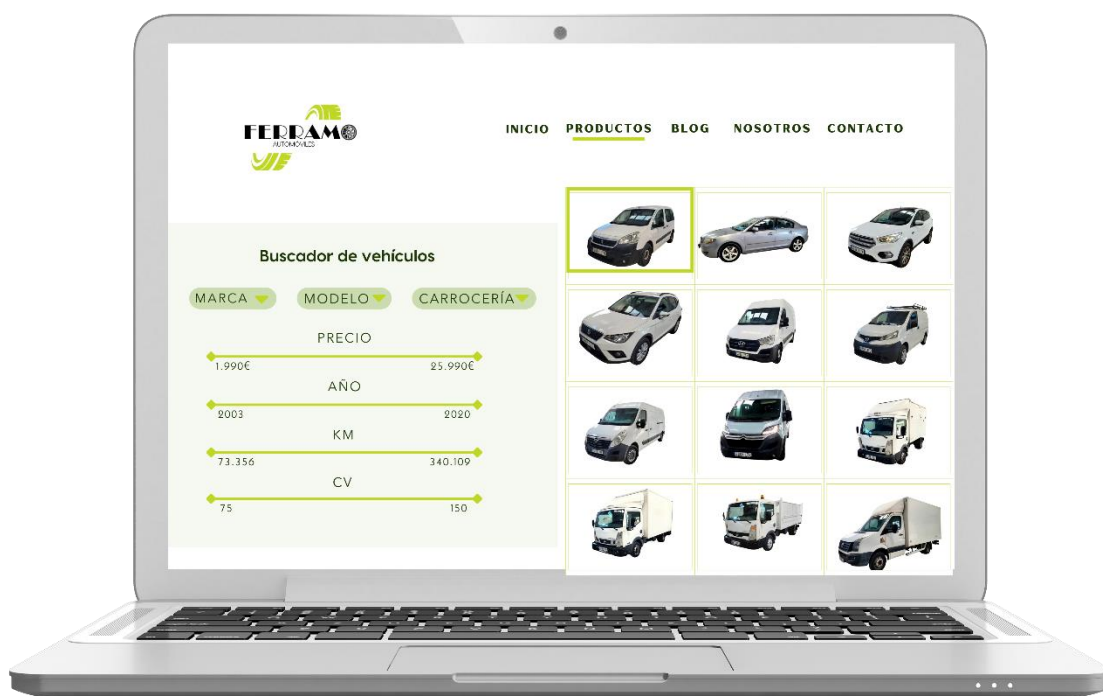 FERRAMO
AUTOMÓVILES
INICIO PRODUCTOS BLOG NOSOTROS CONTACTO
Buscador de vehículos
MARCA MODELO CARROCERÍA
PRECIO
1.990€ 25.990€
AÑO
2003 2020
KM
73.356 340.109
CV
75 150